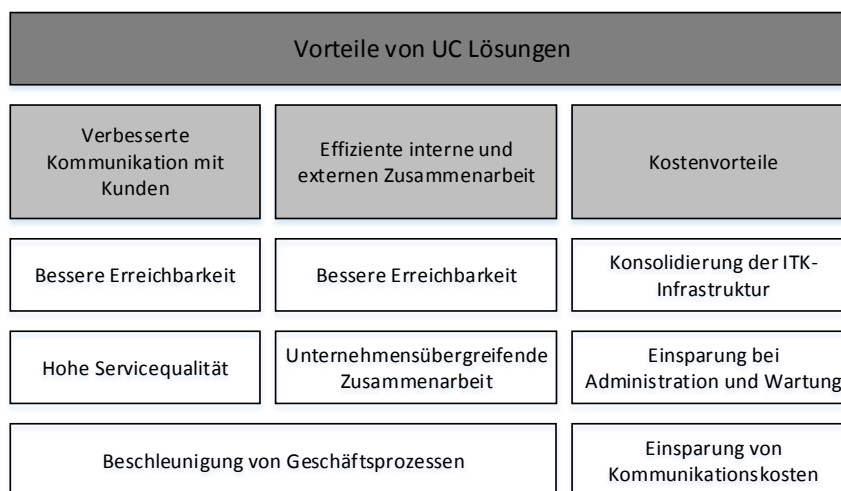 Vorteile von UC Lösungen
Verbesserte
Kommunikation mit
Kunden
Effiziente interne und
externen Zusammenarbeit
Kostenvorteile
Bessere Erreichbarkeit
Bessere Erreichbarkeit
Konsolidierung der ITK-
Infrastruktur
Hohe Servicequalität
Unternehmensübergreifende
Zusammenarbeit
Einsparung bei
Administration und Wartung
Beschleunigung von Geschäftsprozessen
Einsparung von
Kommunikationskosten